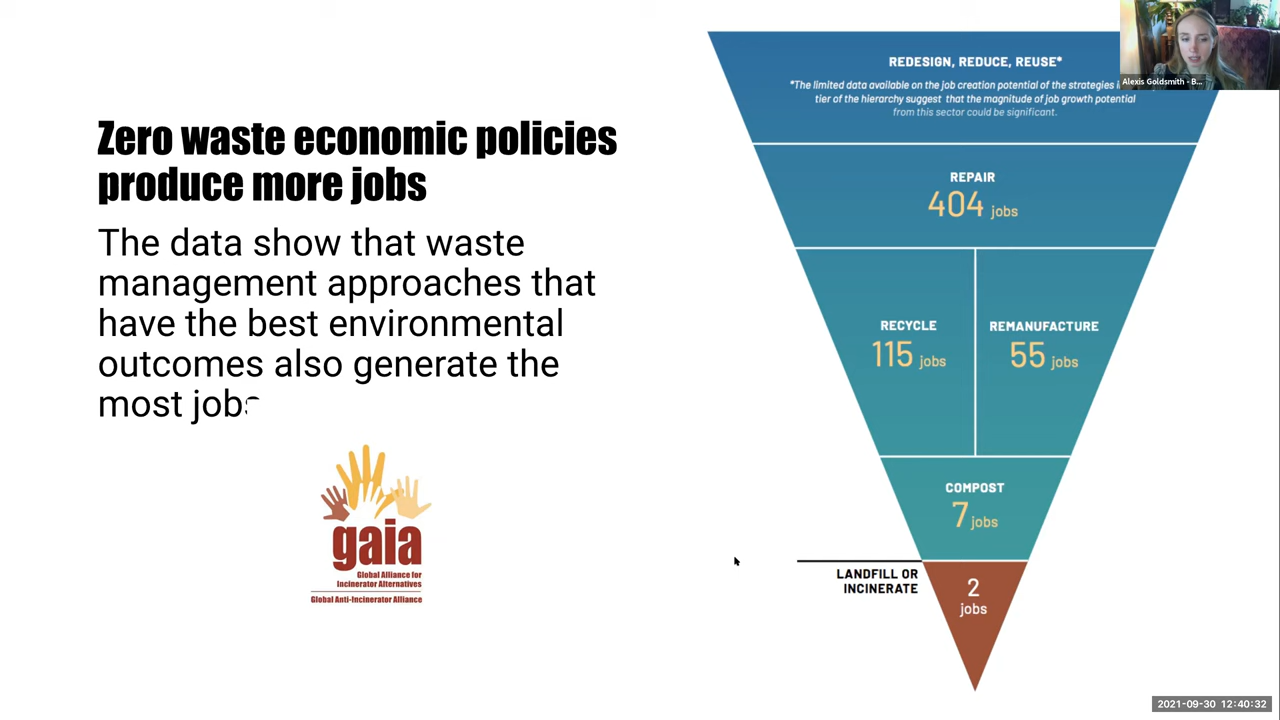 Zero waste economic policies
produce more jobs
The data show that waste
management approaches that
have the best environmental
outcomes also generate the
most jobs
gaia
Global Alliance for
Incinerator Alternatives
Global Anti-Incinerator Alliance
REDESIGN, REDUCE, REUSE*
*The limited data available on the job creation potential of the strategies
tier of the hierarchy suggest that the magnitude of job growth potential
from this sector could be significant.
REPAIR
404 jobs
RECYCLE
115 jobs
REMANUFACTURE
55 jobs
COMPOST
7 jobs
LANDFILL OR
INCINERATE
2
jobs
Alexis Goldsmith - B...
2021-09-30 12:40:32